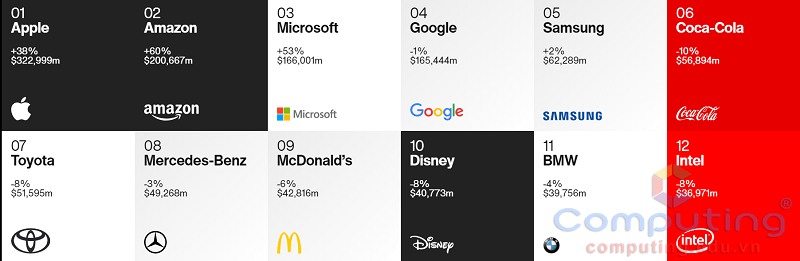 01
Apple
+38%
$322,999m
02
Amazon
+60%
$200,667m
amazon
03
Microsoft
+53%
$166,001m
Microsoft
04
Google
-1%
$165,444m
Google
05
Samsung
+2%
$62,289m
SAMSUNG
06
Coca-Cola
-10%
$56,894m
Coca-Cola
07
Toyota
-8%
$51,595m
08
Mercedes-Benz
-3%
$49,268m
09
McDonald's
-6%
$42,816m
10
Disney
-8%
$40,773m
Disney
11
BMW
-4%
$39,756m
12
Intel
-8%
$36,971m
intel
Computing®
computing.edu.vn